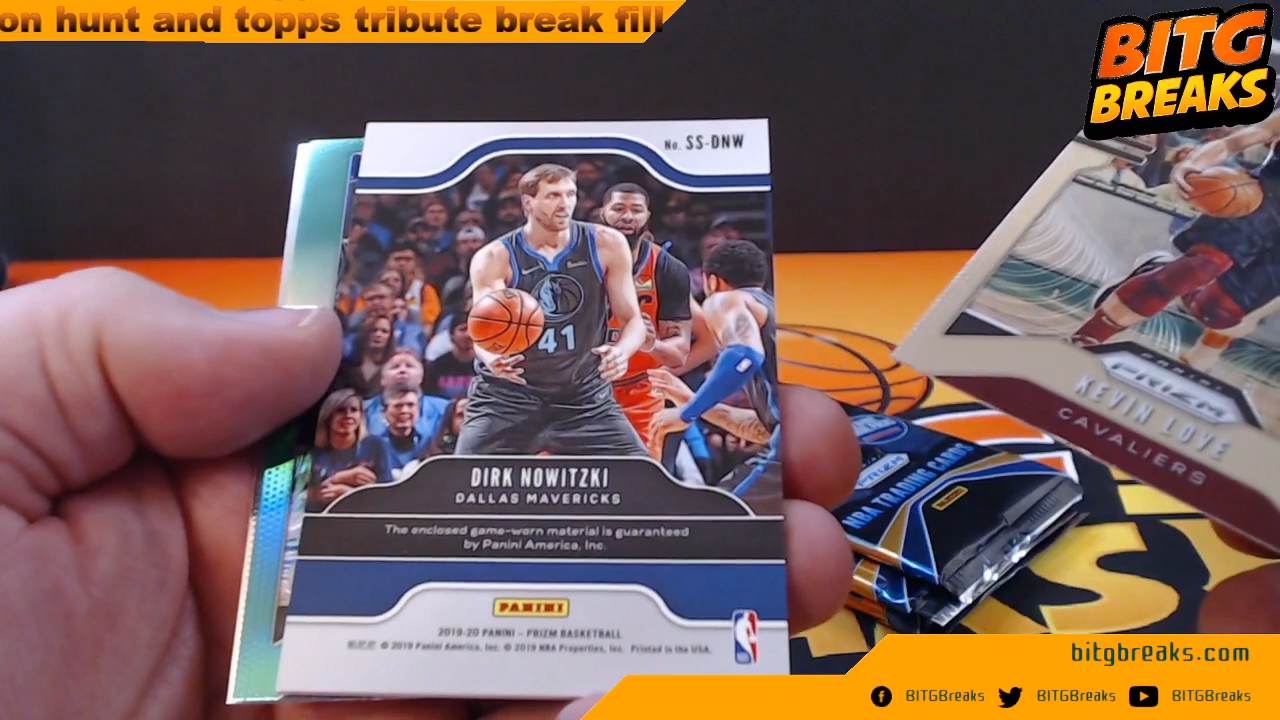 on hunt and topps tribute break fill
BITG
BREAKS
No. SS-DNW
41
DIRK NOWITZKI
DALLAS MAVERICKS
The enclosed game-worn material is guaranteed
by Panini America, Inc.
PANINI
2019-20 PANINI – PRIZM BASKETBALL
© 2019 Panini America, Inc. © 2019 NBA Properties, Inc. Printed in the USA.
PANINI
PRIZM
KEVIN LOVE
CAVALIERS
PRIZM
NBA TRADING CARDS
bitgbreaks.com
BITGBreaks BITGBreaks BITGBreaks